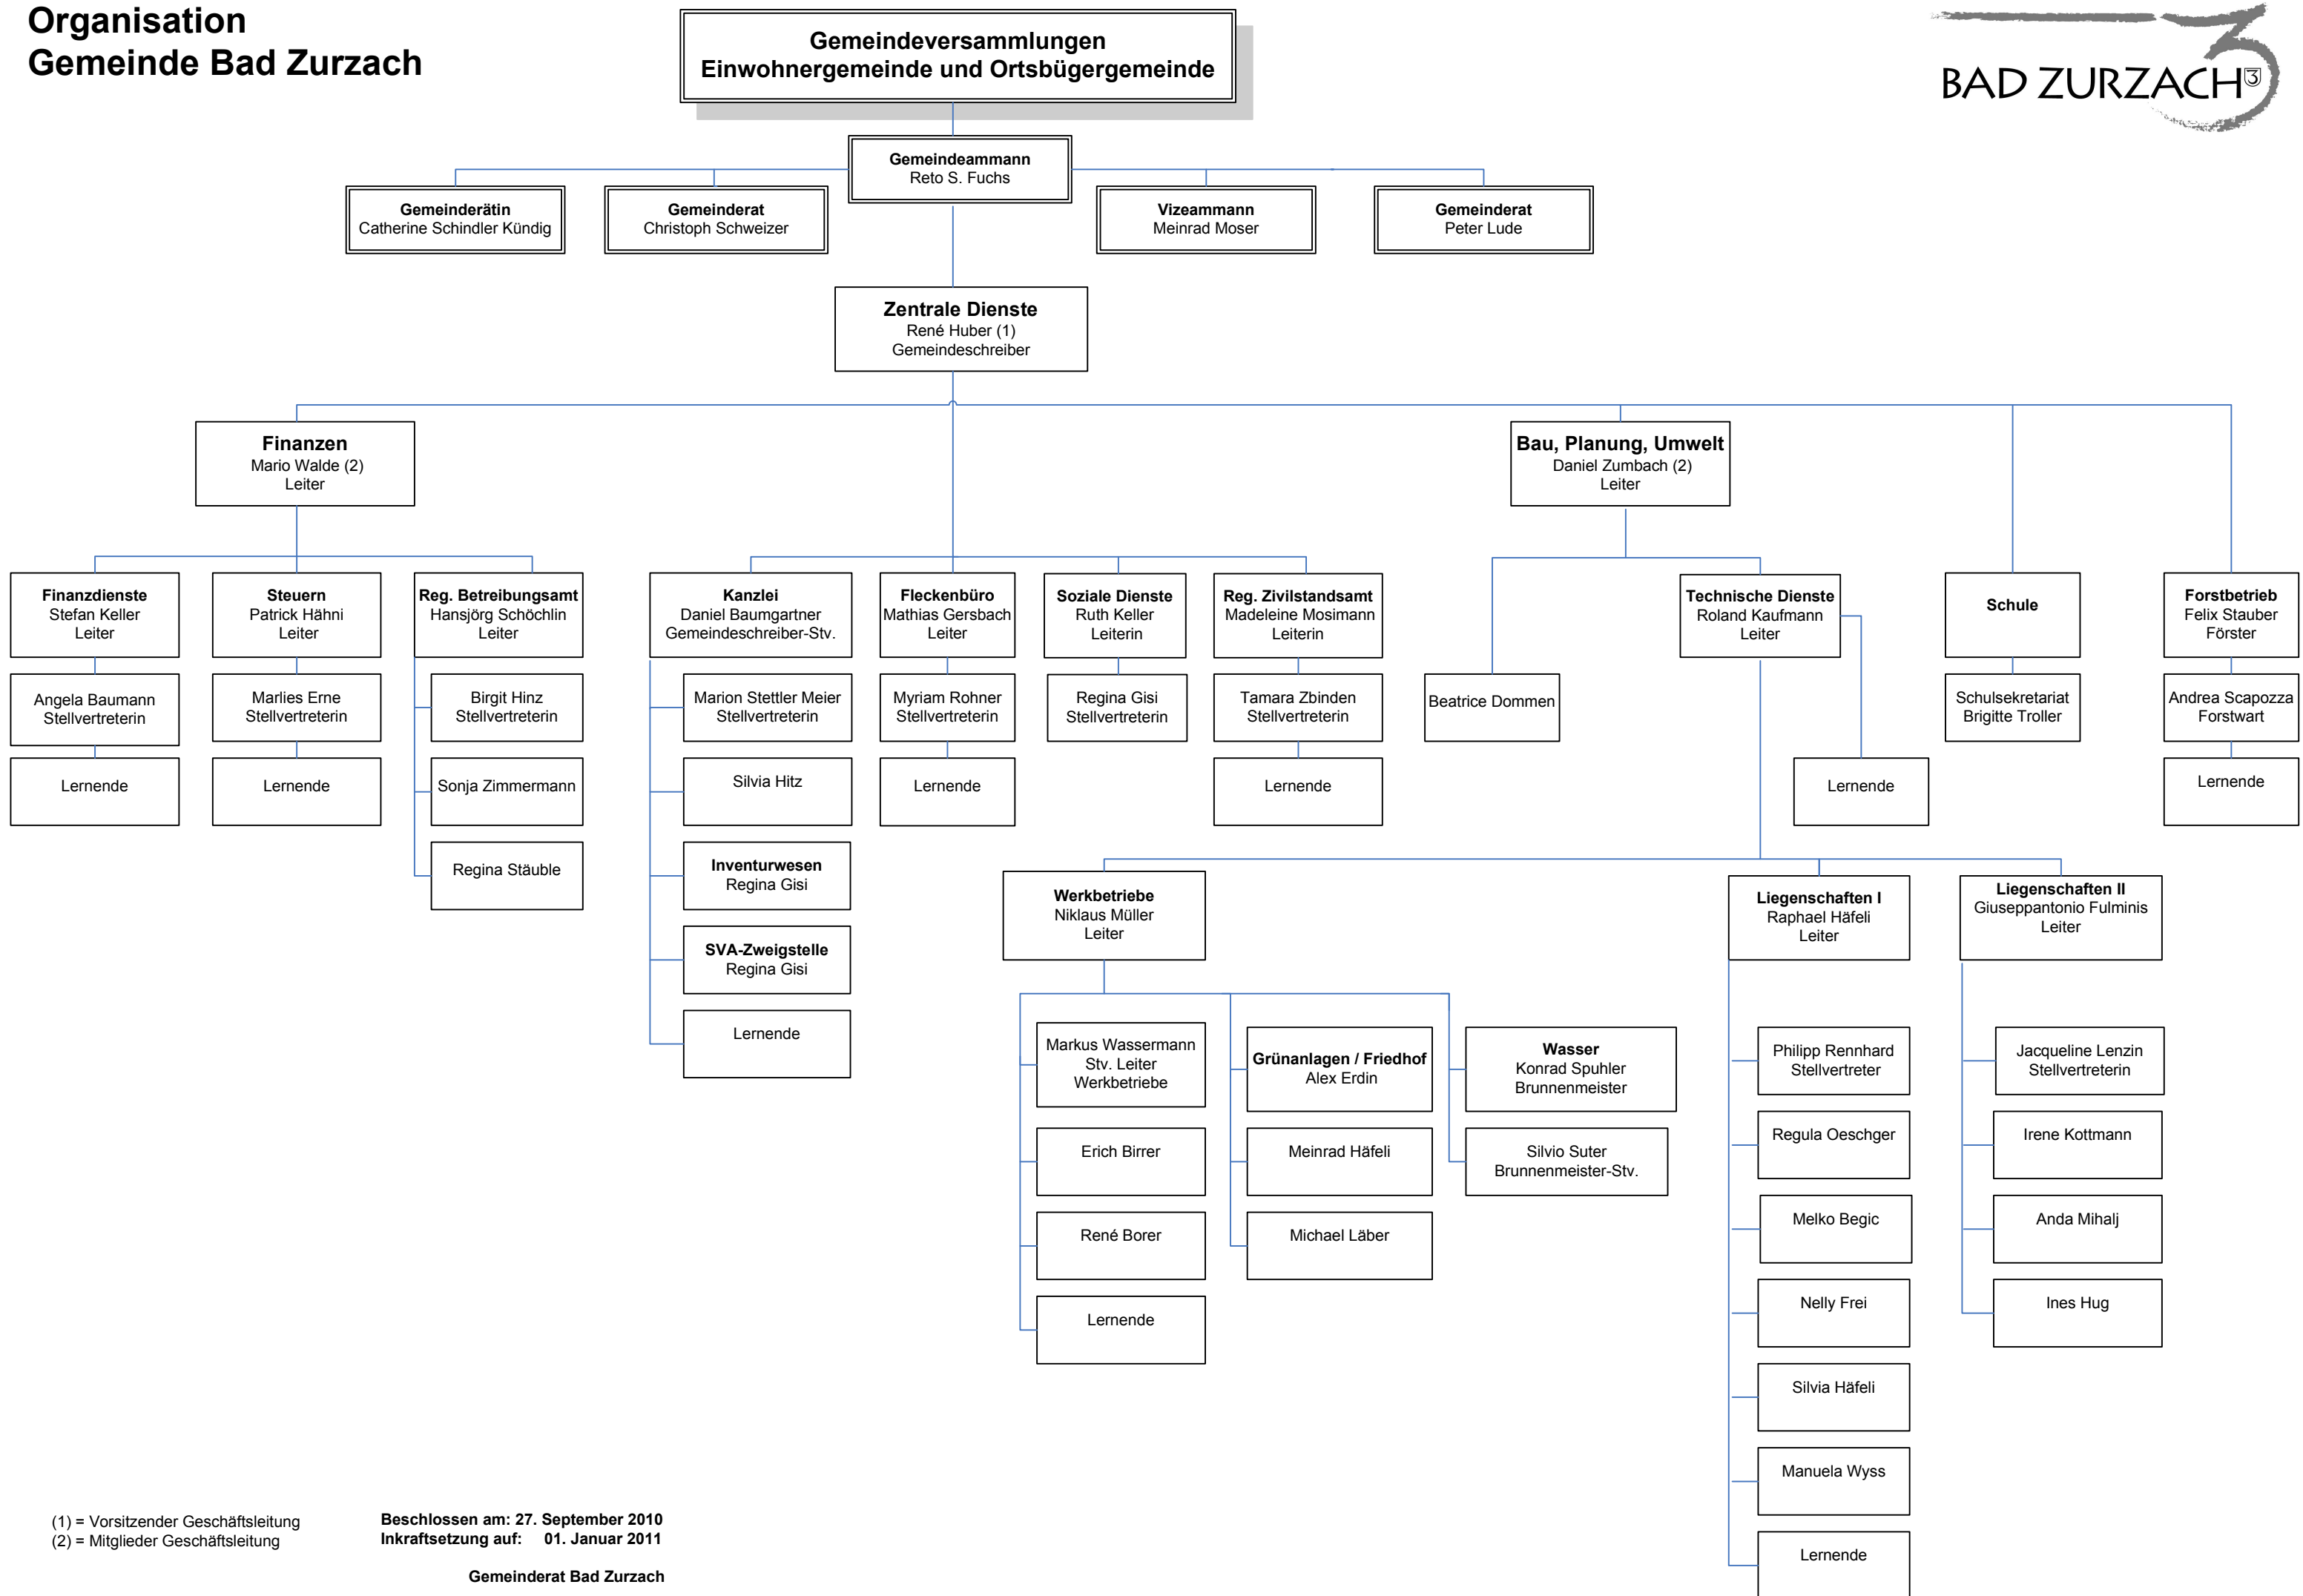 Organisation
Gemeinde Bad Zurzach
Gemeindeversammlungen
Einwohnergemeinde und Ortsbügergemeinde
BAD ZURZACH3
Gemeindeammann
Reto S. Fuchs
Gemeinderätin
Catherine Schindler Kündig
Gemeinderat
Christoph Schweizer
Vizeammann
Meinrad Moser
Gemeinderat
Peter Lude
Zentrale Dienste
René Huber (1)
Gemeindeschreiber
Finanzen
Mario Walde (2)
Leiter
Bau, Planung, Umwelt
Daniel Zumbach (2)
Leiter
Finanzdienste
Stefan Keller
Leiter
Steuern
Patrick Hähni
Leiter
Reg. Betreibungsamt
Hansjörg Schöchlin
Leiter
Kanzlei
Daniel Baumgartner
Gemeindeschreiber-Stv.
Fleckenbüro
Mathias Gersbach
Leiter
Soziale Dienste
Ruth Keller
Leiterin
Reg. Zivilstandsamt
Madeleine Mosimann
Leiterin
Technische Dienste
Roland Kaufmann
Leiter
Schule
Forstbetrieb
Felix Stauber
Förster
Angela Baumann
Stellvertreterin
Marlies Erne
Stellvertreterin
Birgit Hinz
Stellvertreterin
Marion Stettler Meier
Stellvertreterin
Myriam Rohner
Stellvertreterin
Regina Gisi
Stellvertreterin
Tamara Zbinden
Stellvertreterin
Beatrice Dommen
Schulsekretariat
Brigitte Troller
Andrea Scapozza
Forstwart
Lernende
Lernende
Sonja Zimmermann
Silvia Hitz
Lernende
Lernende
Lernende
Lernende
Regina Stäuble
Inventurwesen
Regina Gisi
SVA-Zweigstelle
Regina Gisi
Lernende
Werkbetriebe
Niklaus Müller
Leiter
Liegenschaften I
Raphael Häfeli
Leiter
Liegenschaften II
Giuseppantonio Fulminis
Leiter
Markus Wassermann
Stv. Leiter
Werkbetriebe
Grünanlagen / Friedhof
Alex Erdin
Wasser
Konrad Spuhler
Brunnenmeister
Philipp Rennhard
Stellvertreter
Jacqueline Lenzin
Stellvertreterin
Erich Birrer
Meinrad Häfeli
Silvio Suter
Brunnenmeister-Stv.
Regula Oeschger
Irene Kottmann
René Borer
Michael Läber
Melko Begic
Anda Mihalj
Lernende
Nelly Frei
Ines Hug
Silvia Häfeli
Manuela Wyss
Lernende
(1) = Vorsitzender Geschäftsleitung
(2) = Mitglieder Geschäftsleitung
Beschlossen am: 27. September 2010
Inkraftsetzung auf: 01. Januar 2011
Gemeinderat Bad Zurzach